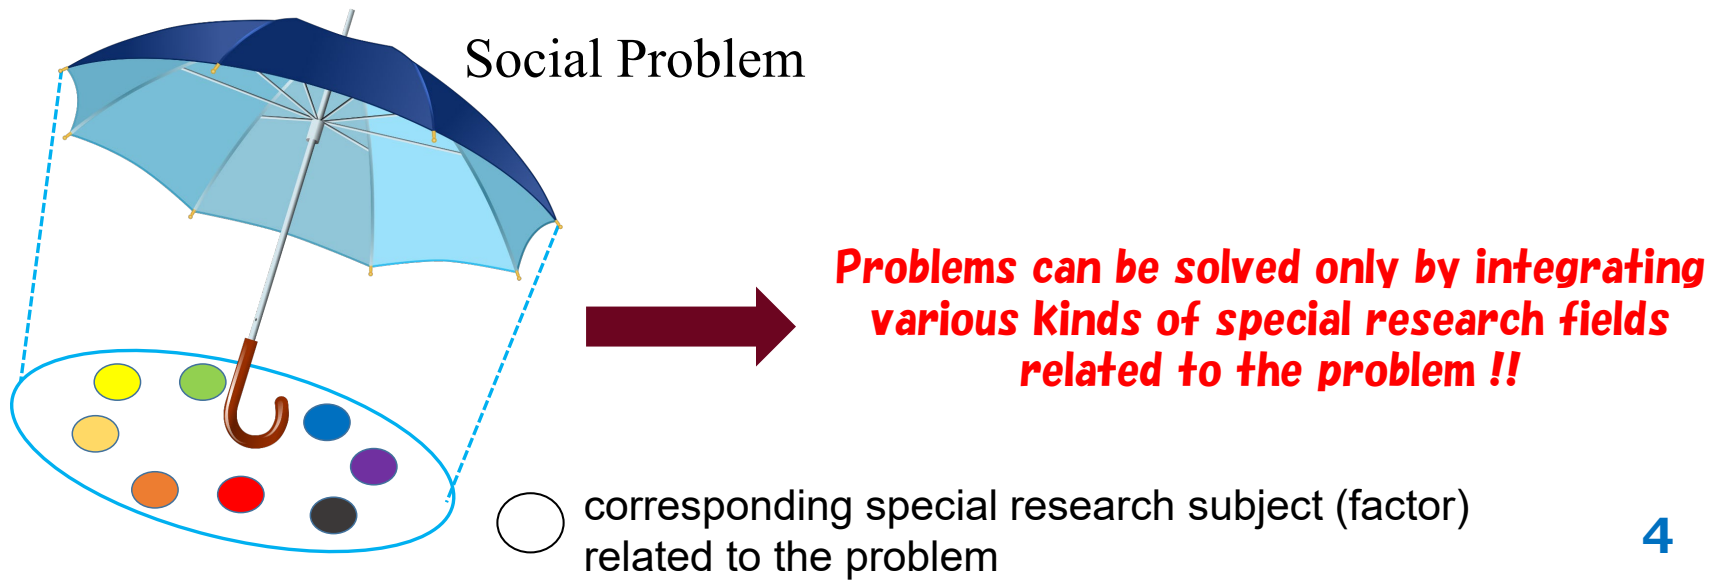 Social Problem
Problems can be solved only by integrating
various kinds of special research fields
related to the problem !!
corresponding special research subject (factor)
related to the problem
4